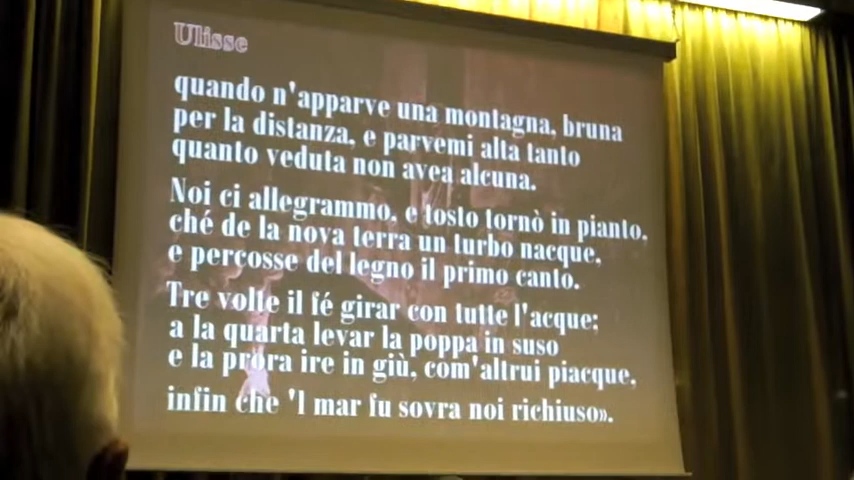 Ulisse
quando n'apparve una montagna, bruna
per la distanza, e parvemi alta tanto
quanto veduta non avea alcuna.
Noi ci allegrammo, e tosto tornò in pianto,
ché de la nova terra un turbo nacque,
e percosse del legno il primo canto.
Tre volte il fé girar con tutte l'acque;
a la quarta levar la poppa in suso
e la prora ire in giù, com'altrui piacque,
infin che 'l mar fu sovra noi richiuso».